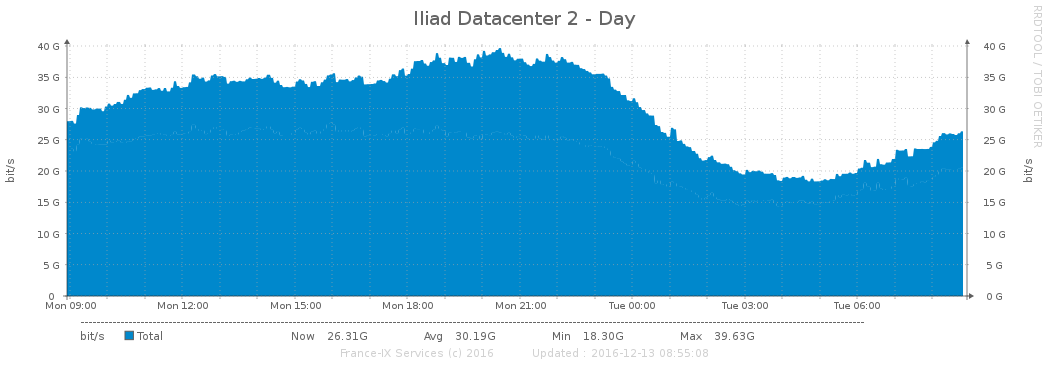 Iliad Datacenter 2 - Day
RRDTOOL / TOBI OETIKER
40 G 40 G
35 G 35 G
30 G 30 G
25 G 25 G
20 G 20 G
15 G 15 G
10 G 10 G
5 G 5 G
0 0 G
bit/s bit/s
Mon 09:00 Mon 12:00 Mon 15:00 Mon 18:00 Mon 21:00 Tue 00:00 Tue 03:00 Tue 06:00
bit/s Total Now 26.31G Avg 30.19G Min 18.30G Max 39.63G
France-IX Services (c) 2016 Updated : 2016-12-13 08:55:08